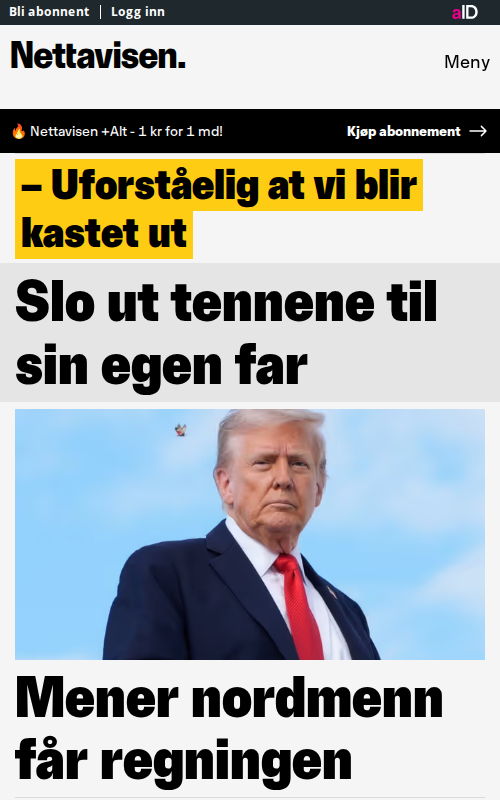 Bli abonnent | Logg inn
aID
Nettavisen.
Meny
🔥 Nettavisen +Alt - 1 kr for 1 md!
Kjøp abonnement →
– Uforståelig at vi blir
kastet ut
Slo ut tennene til
sin egen far
Mener nordmenn
får regningen